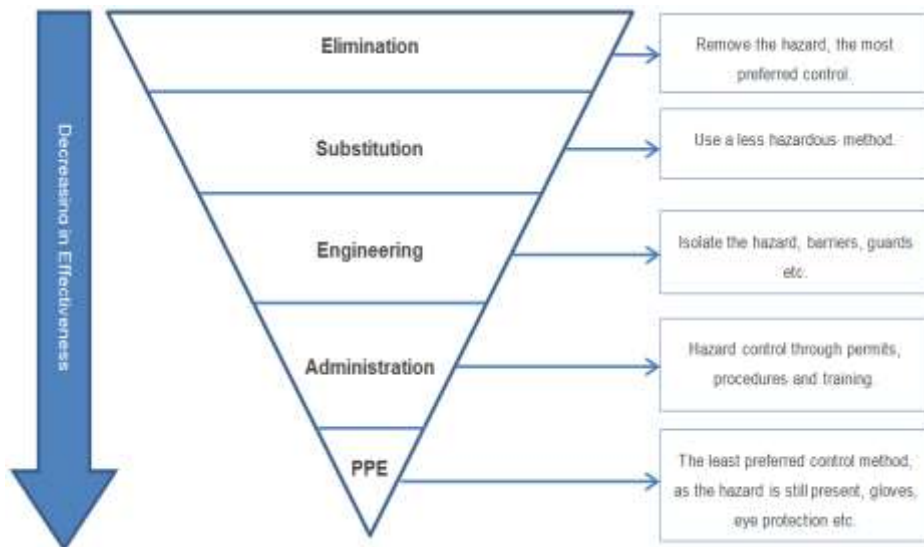 Decreasing in Effectiveness
Elimination
Remove the hazard, the most
preferred control.
Substitution
Use a less hazardous method.
Engineering
Isolate the hazard, barriers, guards
etc.
Administration
Hazard control through permits,
procedures and training.
PPE
The least preferred control method,
as the hazard is still present, gloves,
eye protection etc.